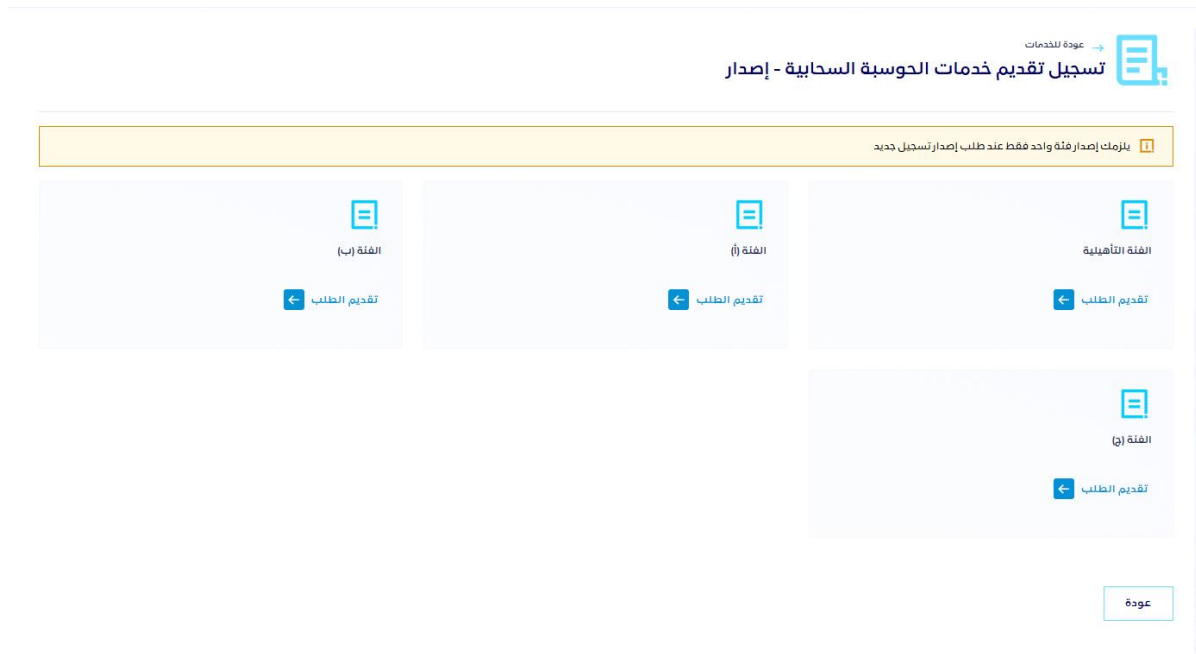 عودة للخدمات
تسجيل تقديم خدمات الحوسبة السحابية - إصدار
يلزمك إصدار فئة واحد فقط عند طلب إصدار تسجيل جديد
الفئة التأهيلية
تقديم الطلب
الفئة (أ)
تقديم الطلب
الفئة (ب)
تقديم الطلب
الفئة (ج)
تقديم الطلب
عودة